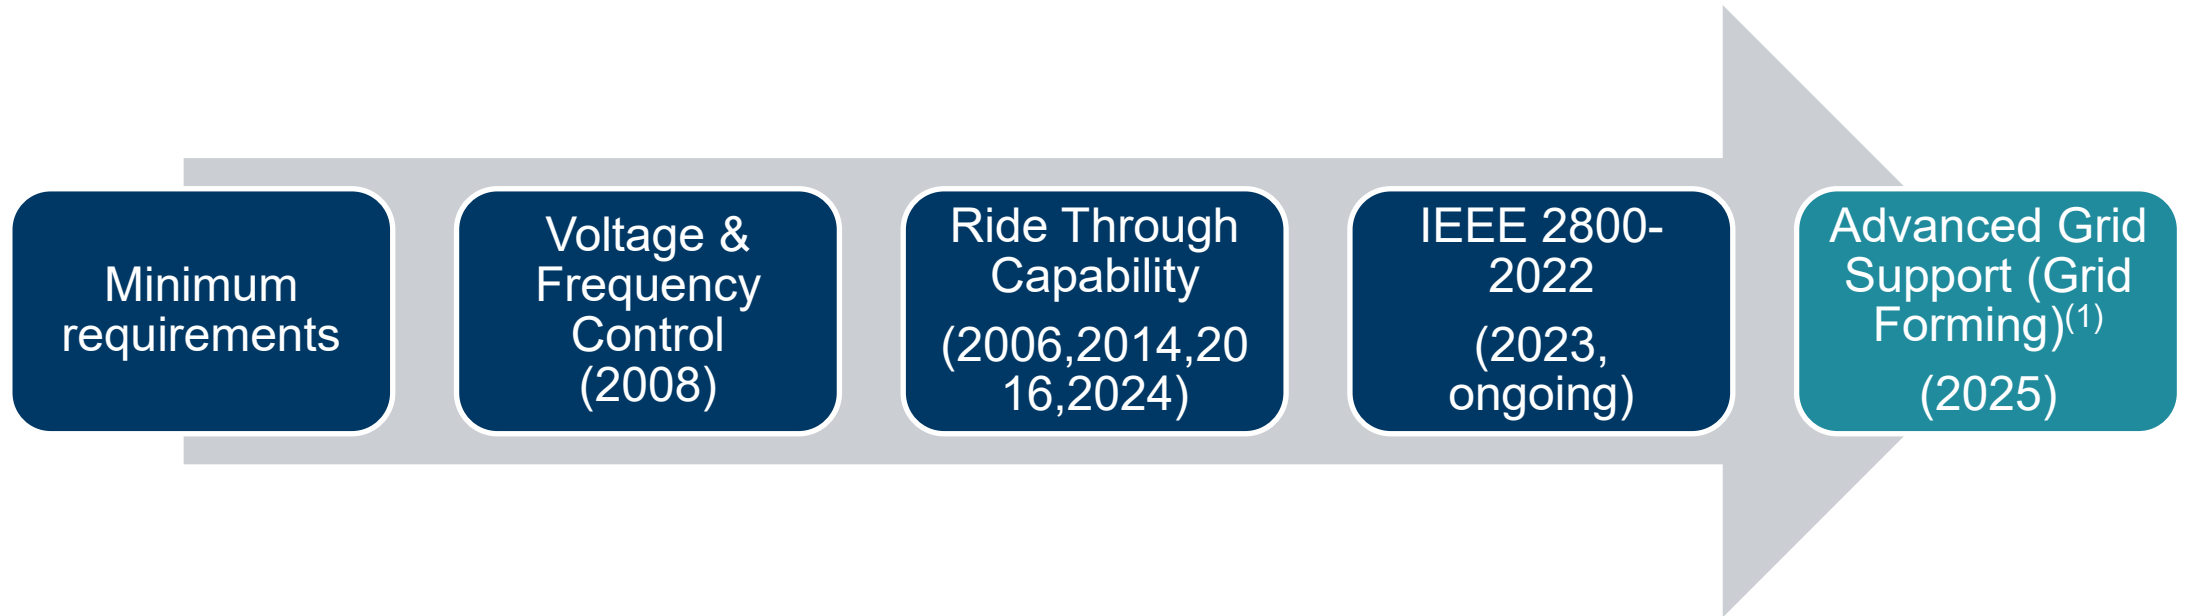 Minimum
requirements
Voltage &
Frequency
Control
(2008)
Ride Through
Capability
(2006,2014,20
16,2024)
IEEE 2800-
2022
(2023,
ongoing)
Advanced Grid
Support (Grid
Forming)(1)
(2025)